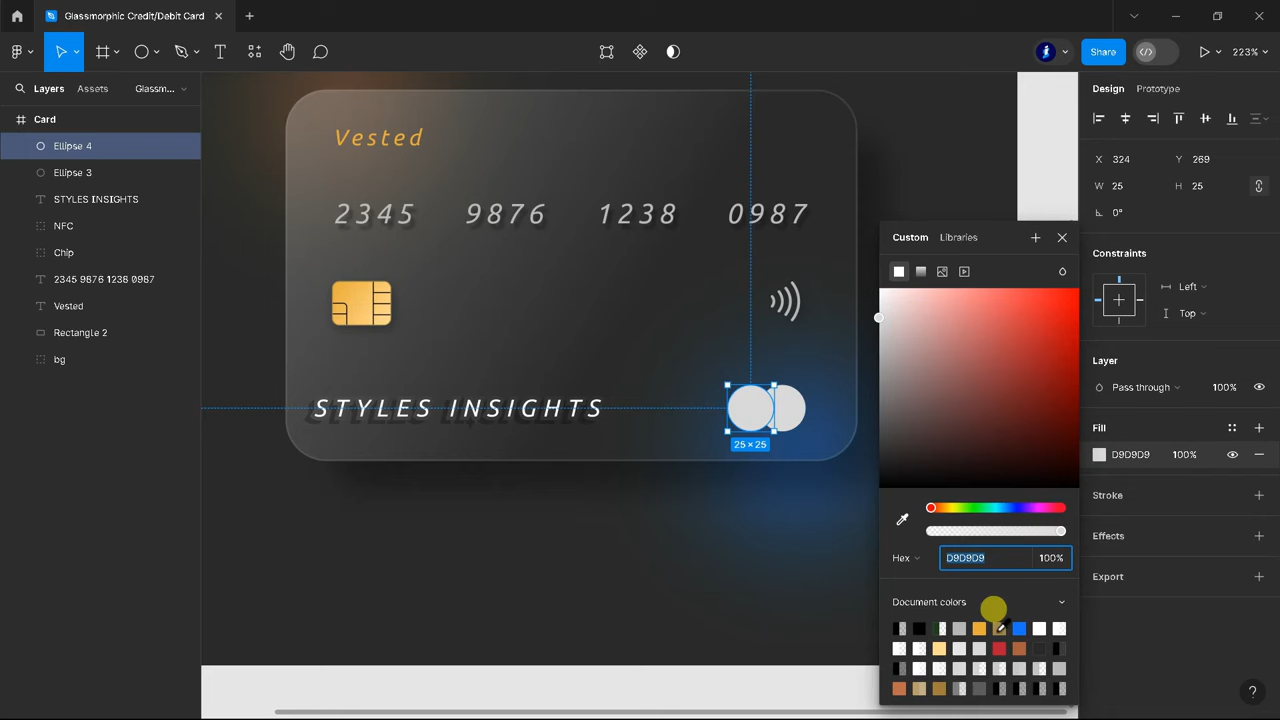 Glassmorphic Credit/Debit Card
Share
223%
Layers
Assets
Glassm...
Card
Ellipse 4
Ellipse 3
STYLES INSIGHTS
NFC
Chip
2345 9876 1238 0987
Vested
Rectangle 2
bg
Vested
2345 9876 1238 0987
STYLES INSIGHTS
25 × 25
Custom
Libraries
Hex
D9D9D9
100%
Document colors
Design
Prototype
X 324
Y 269
W 25
H 25
0°
Constraints
Left
Top
Layer
Pass through
100%
Fill
D9D9D9
100%
Stroke
Effects
Export
?